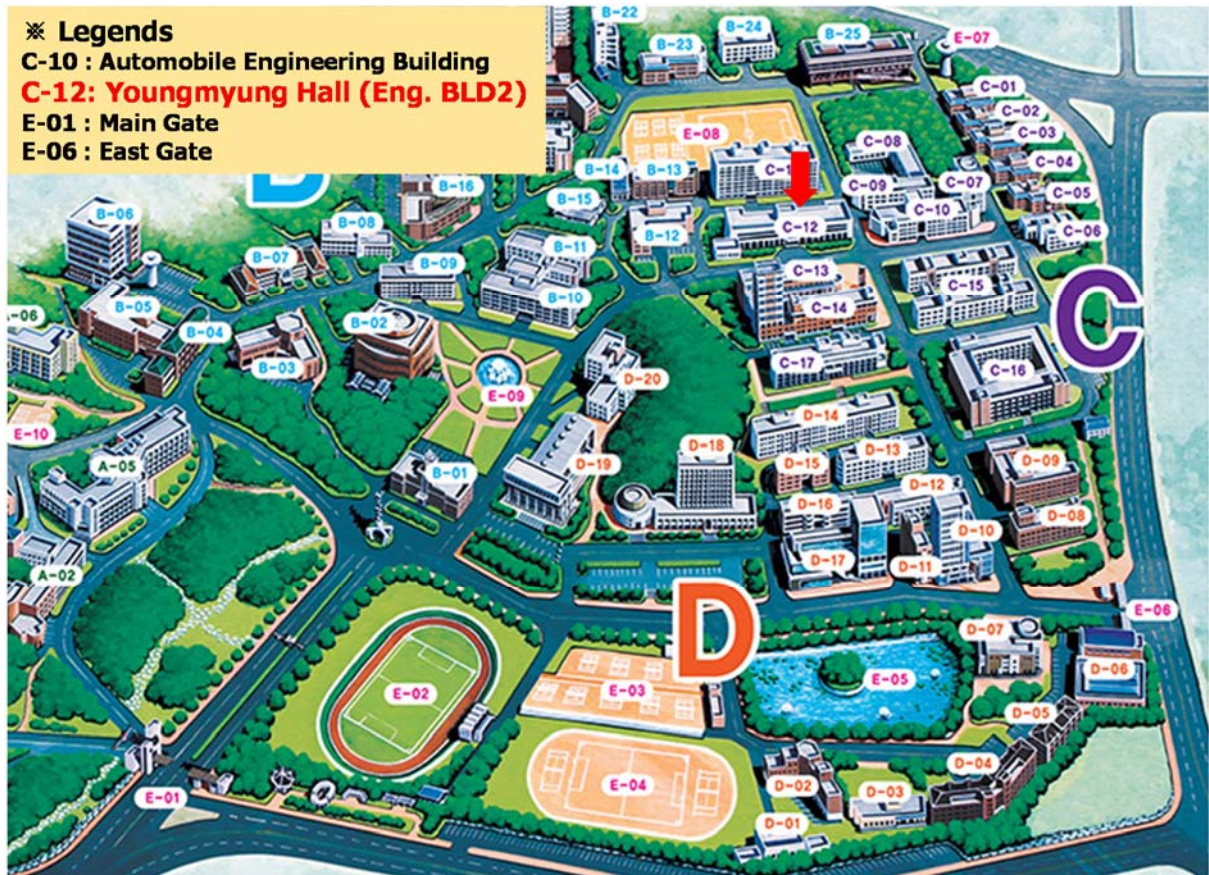 ※ Legends
C-10 : Automobile Engineering Building
C-12: Youngmyung Hall (Eng. BLD2)
E-01 : Main Gate
E-06 : East Gate
B-22
B-23
B-24
B-25
E-07
C-01
C-02
C-03
C-04
C-05
C-06
C-07
C-08
C-09
C-10
E-08
B-13
B-14
B-15
B-16
B-12
C-12
B-06
B-08
B-07
B-09
B-11
B-10
C-13
C-14
C-15
C
B-05
B-04
B-03
B-02
E-09
D-20
C-17
C-16
E-10
A-05
B-01
D-19
D-18
D-14
D-15
D-13
D-09
D-16
D-12
D-10
D-08
D-17
D-11
A-02
D
E-06
E-02
E-03
E-05
D-07
D-06
D-05
D-04
E-04
D-02
D-03
D-01
E-01